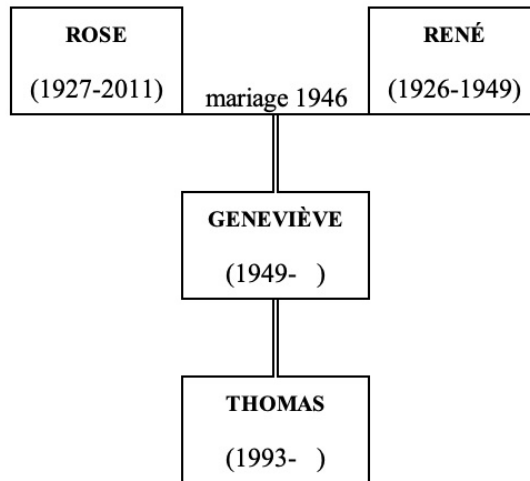 ROSE
(1927-2011)
mariage 1946
RENÉ
(1926-1949)
GENEVIÈVE
(1949-   )
THOMAS
(1993-   )